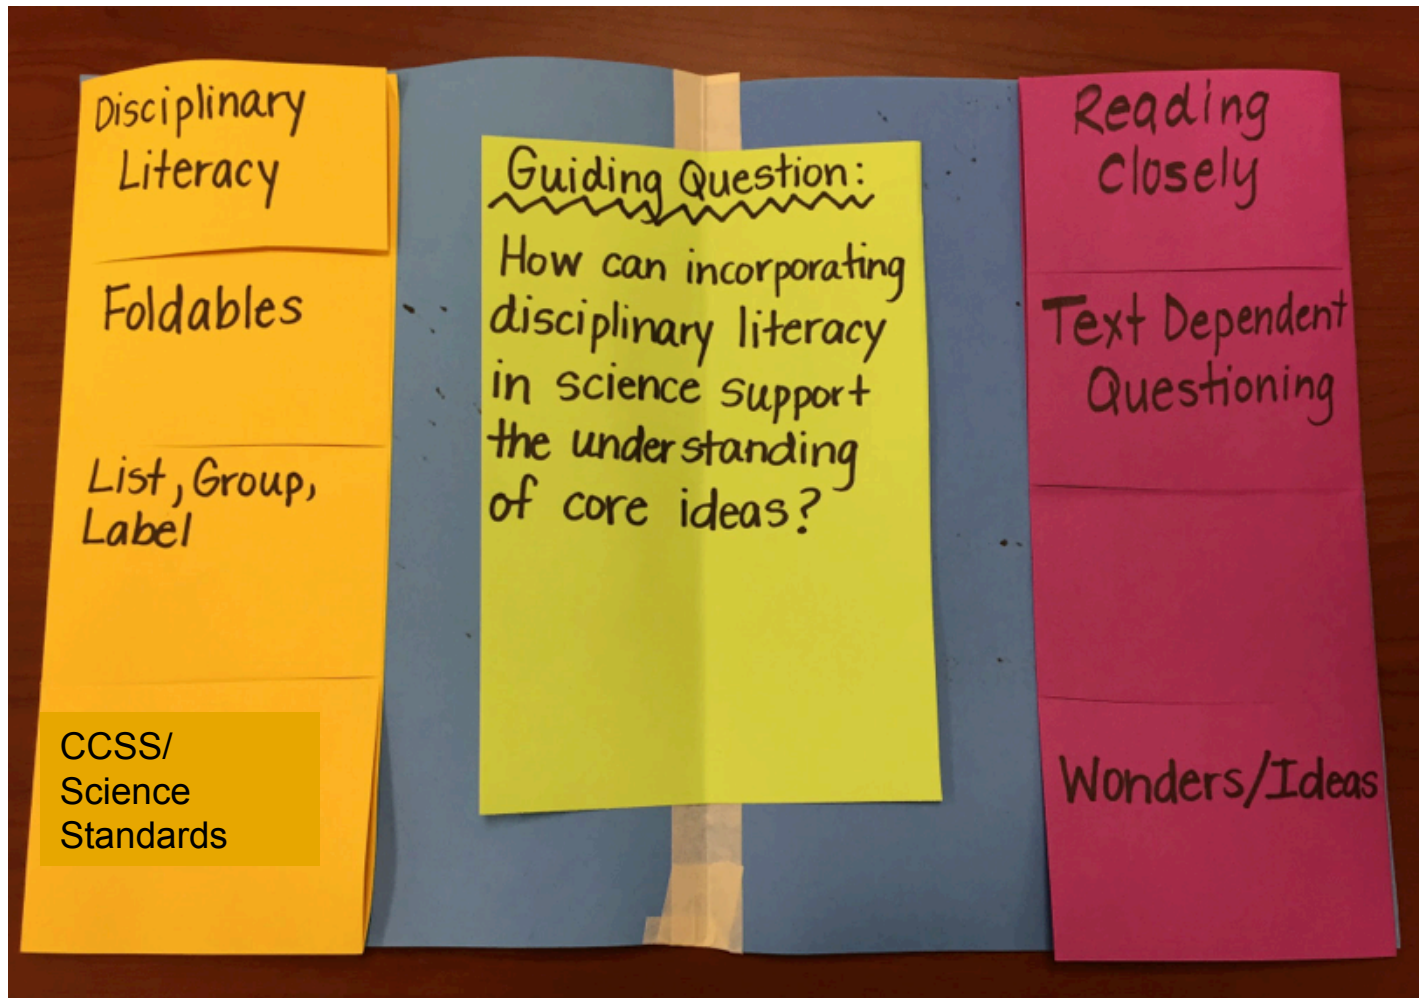 Disciplinary
Literacy
Foldables
List, Group,
Label
CCSS/
Science
Standards
Guiding Question:
How can incorporating
disciplinary literacy
in science support
the understanding
of core ideas?
Reading
Closely
Text Dependent
Questioning
Wonders/Ideas